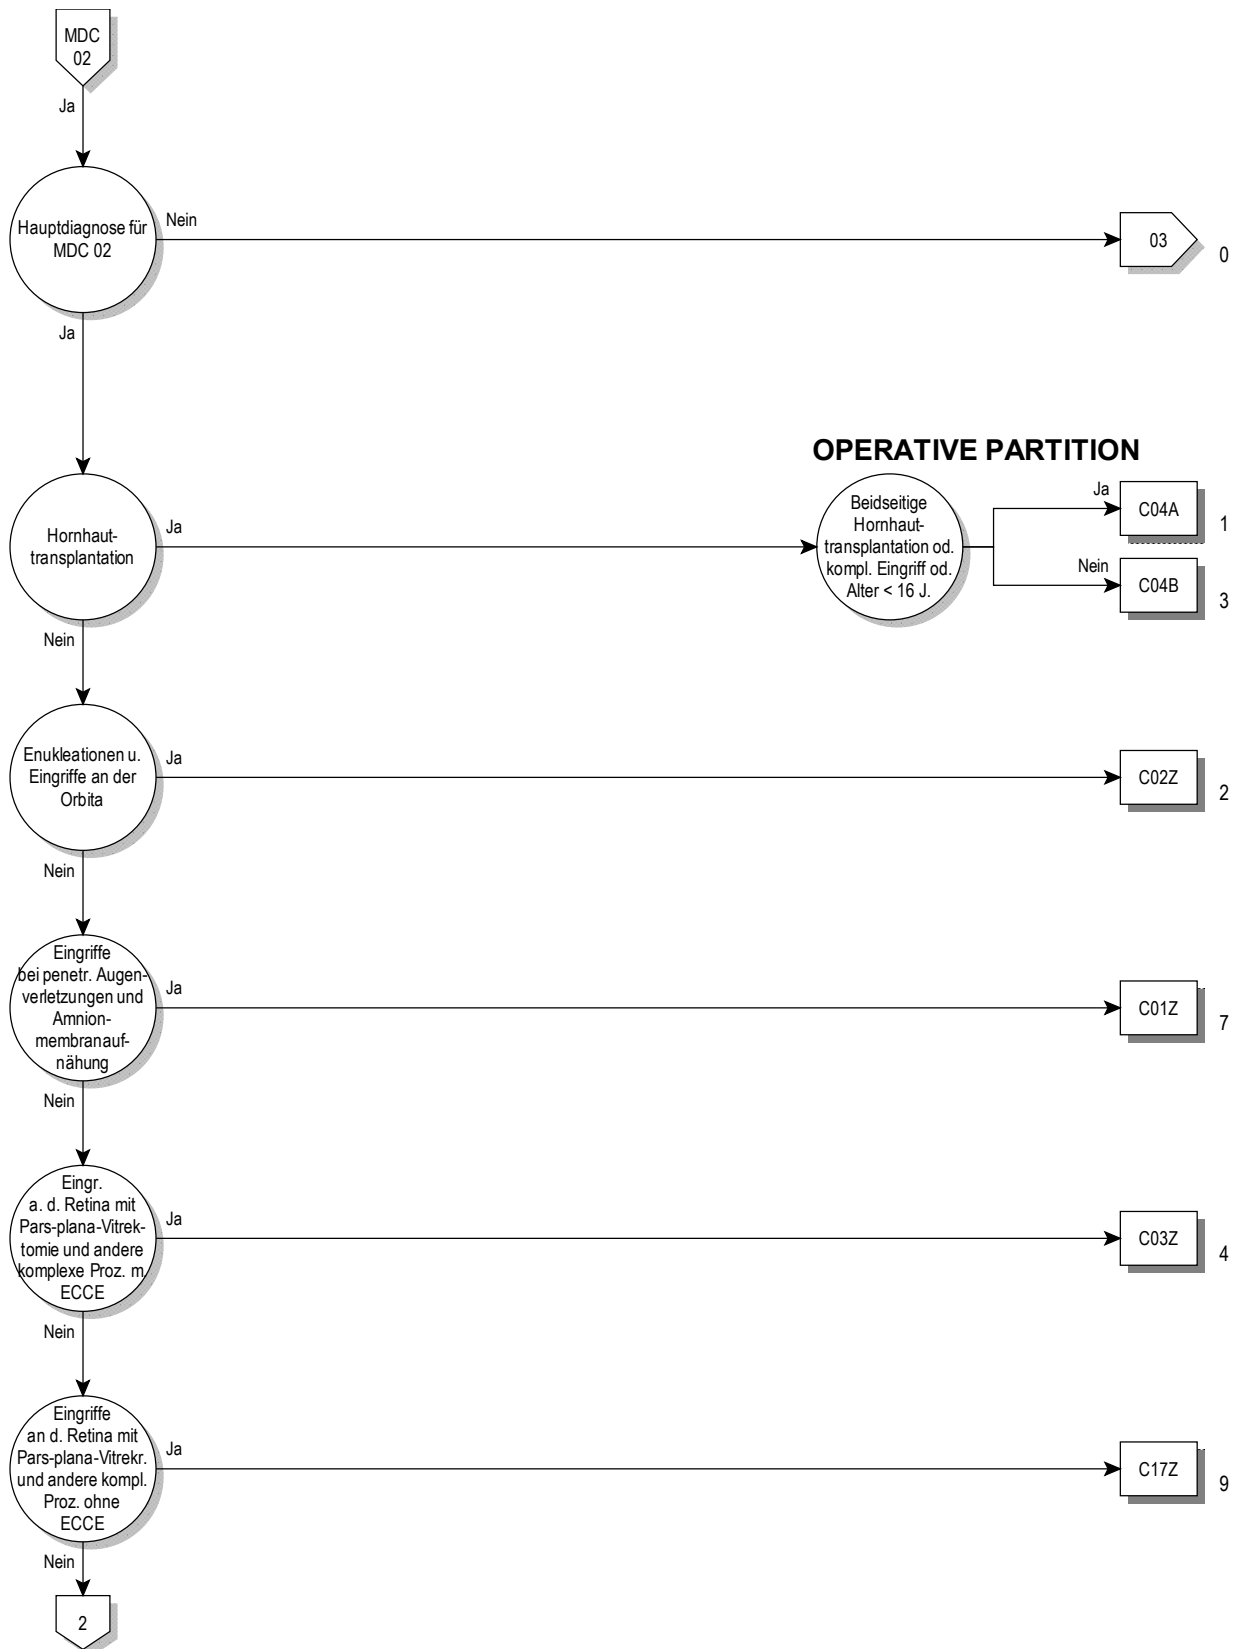 MDC
02
Ja
Hauptdiagnose für
MDC 02
Nein
03
0
Ja
OPERATIVE PARTITION
Hornhaut-
transplantation
Ja
Beidseitige
Hornhaut-
transplantation od.
kompl. Eingriff od.
Alter < 16 J.
Ja
C04A
1
Nein
C04B
3
Nein
Enukleationen u.
Eingriffe an der
Orbita
Ja
C02Z
2
Nein
Eingriffe
bei penetr. Augen-
verletzungen und
Amnion-
membranauf-
nähung
Ja
C01Z
7
Nein
Eingr.
a. d. Retina mit
Pars-plana-Vitrek-
tomie und andere
komplexe Proz. m.
ECCE
Ja
C03Z
4
Nein
Eingriffe
an d. Retina mit
Pars-plana-Vitrekr.
und andere kompl.
Proz. ohne
ECCE
Ja
C17Z
9
Nein
2